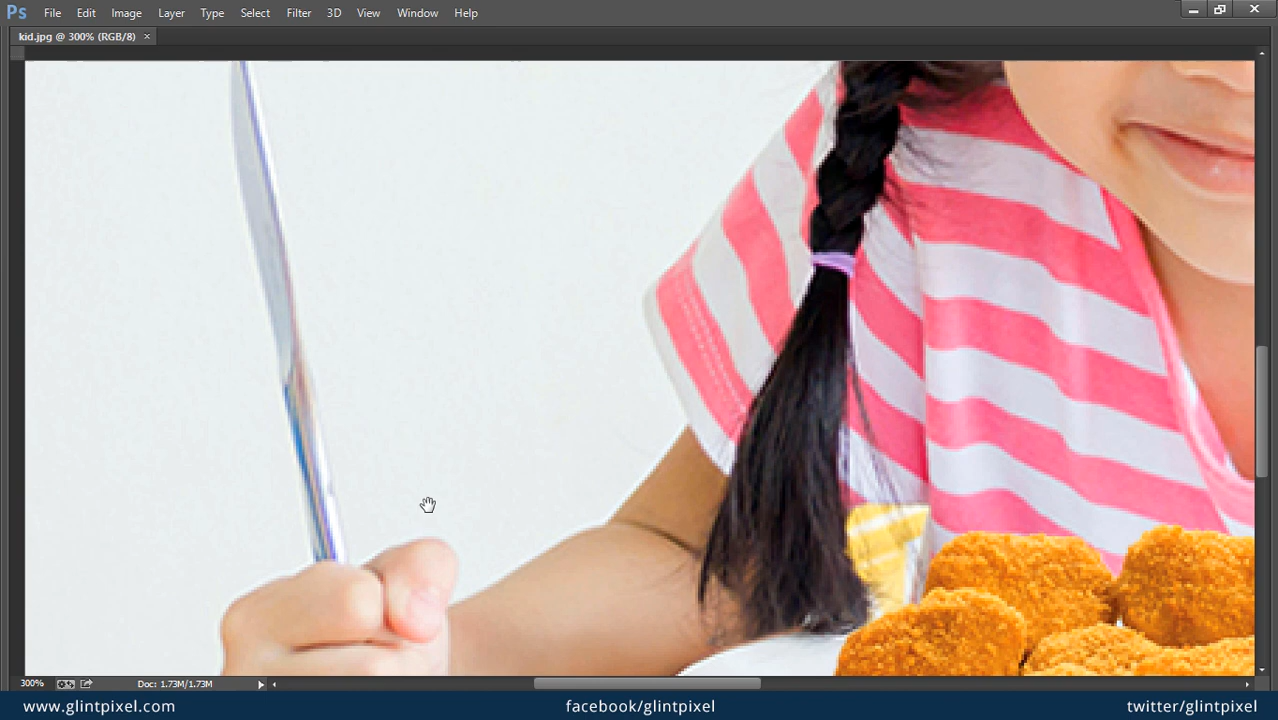 Ps File Edit Image Layer Type Select Filter 3D View Window Help
kid.jpg @ 300% (RGB/8) ×
300% Doc: 1.73M/1.73M
www.glintpixel.com facebook/glintpixel twitter/glintpixel